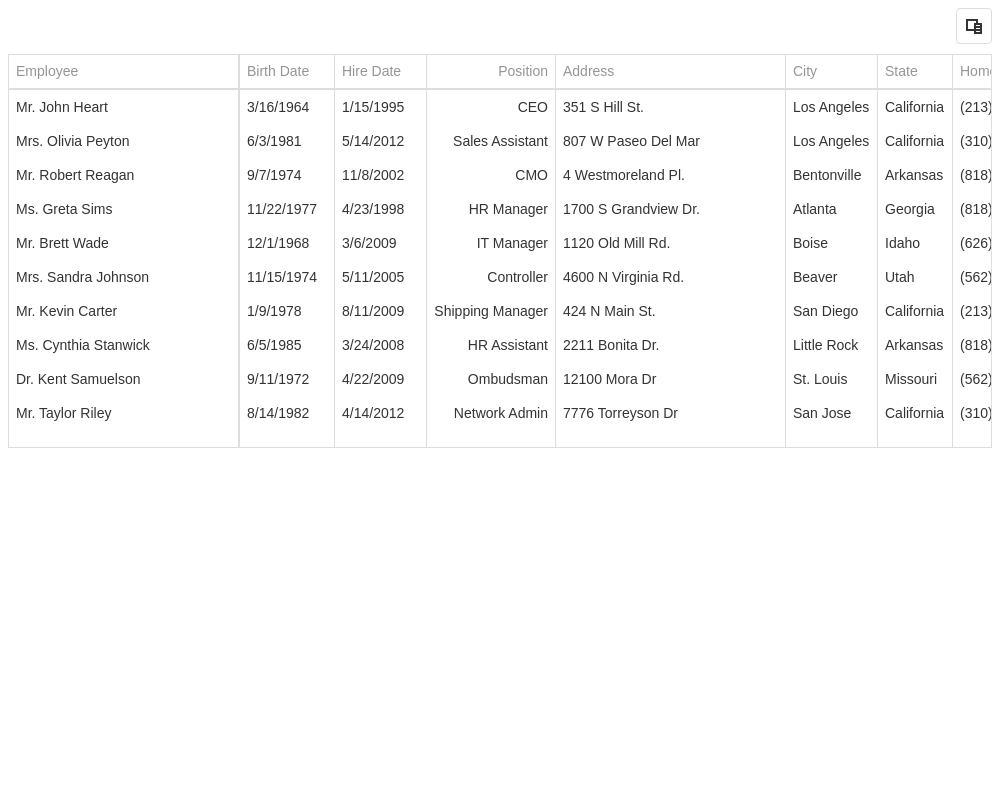 Employee Birth Date Hire Date Position Address City State
Mr. John Heart 3/16/1964 1/15/1995 CEO 351 S Hill St. Los Angeles California (213)
Mrs. Olivia Peyton 6/3/1981 5/14/2012 Sales Assistant 807 W Paseo Del Mar Los Angeles California (310)
Mr. Robert Reagan 9/7/1974 11/8/2002 CMO 4 Westmoreland Pl. Bentonville Arkansas (818)
Ms. Greta Sims 11/22/1977 4/23/1998 HR Manager 1700 S Grandview Dr. Atlanta Georgia (818)
Mr. Brett Wade 12/1/1968 3/6/2009 IT Manager 1120 Old Mill Rd. Boise Idaho (626)
Mrs. Sandra Johnson 11/15/1974 5/11/2005 Controller 4600 N Virginia Rd. Beaver Utah (562)
Mr. Kevin Carter 1/9/1978 8/11/2009 Shipping Manager 424 N Main St. San Diego California (213)
Ms. Cynthia Stanwick 6/5/1985 3/24/2008 HR Assistant 2211 Bonita Dr. Little Rock Arkansas (818)
Dr. Kent Samuelson 9/11/1972 4/22/2009 Ombudsman 12100 Mora Dr St. Louis Missouri (562)
Mr. Taylor Riley 8/14/1982 4/14/2012 Network Admin 7776 Torreyson Dr San Jose California (310)